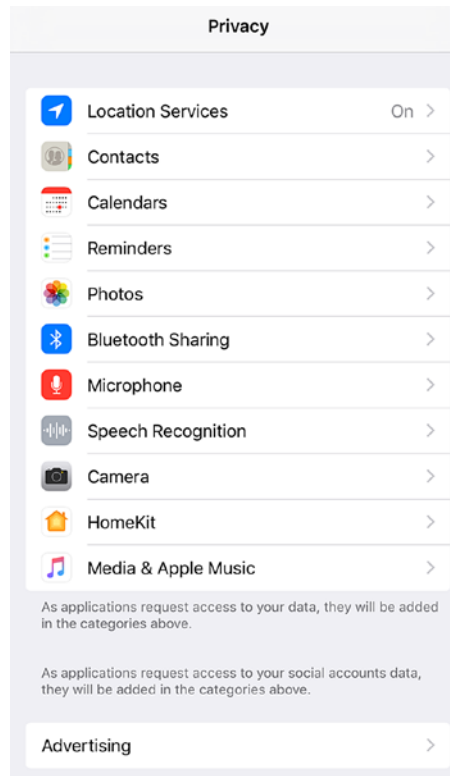 Privacy
Location Services On
Contacts
Calendars
Reminders
Photos
Bluetooth Sharing
Microphone
Speech Recognition
Camera
HomeKit
Media & Apple Music
As applications request access to your data, they will be added
in the categories above.
As applications request access to your social accounts data,
they will be added in the categories above.
Advertising